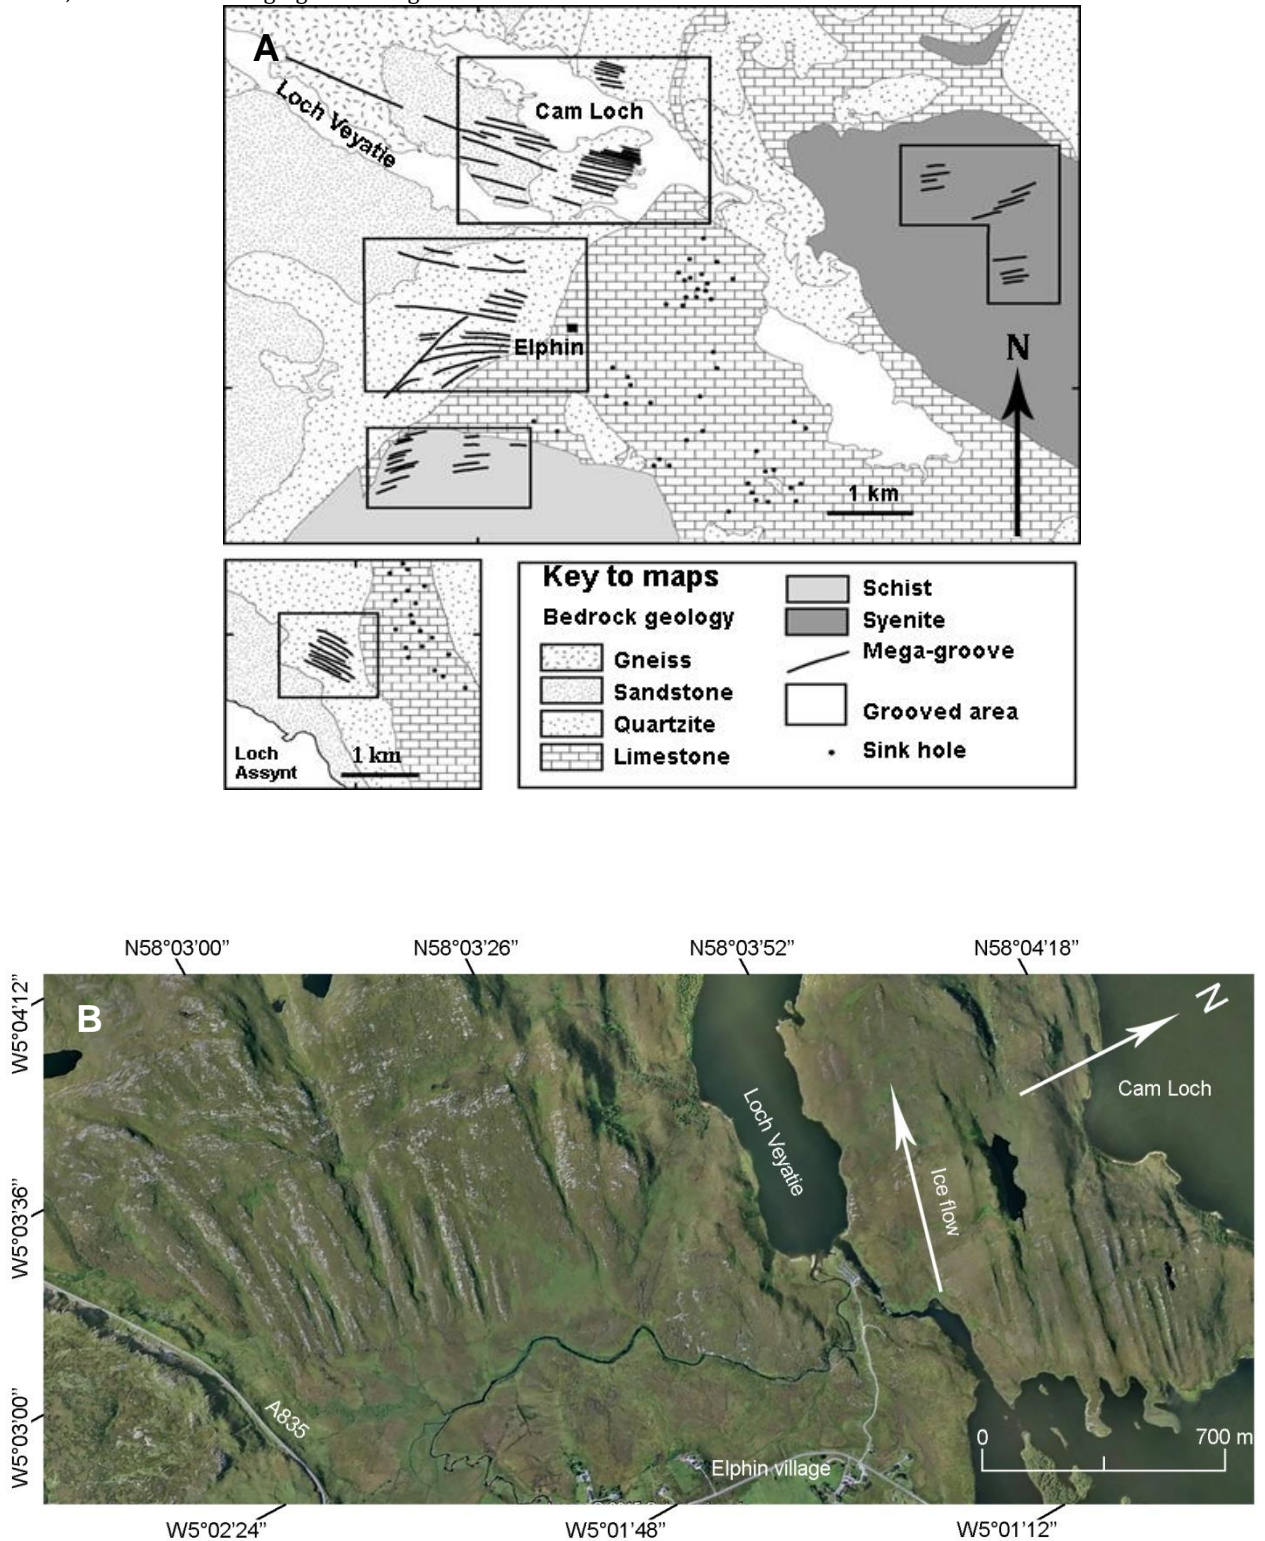 A
Loch Veyatie
Cam Loch
Elphin
N
1 km
Loch
Assynt
1 km
Key to maps
Bedrock geology
Gneiss
Sandstone
Quartzite
Limestone
Schist
Syenite
Mega-groove
Grooved area
Sink hole
N58°03’00”
N58°03’26”
N58°03’52”
N58°04’18”
W5°04’12”
W5°03’36”
W5°03’00”
B
N
Cam Loch
Loch Veyatie
Ice flow
A835
Elphin village
0
700 m
W5°02’24”
W5°01’48”
W5°01’12”